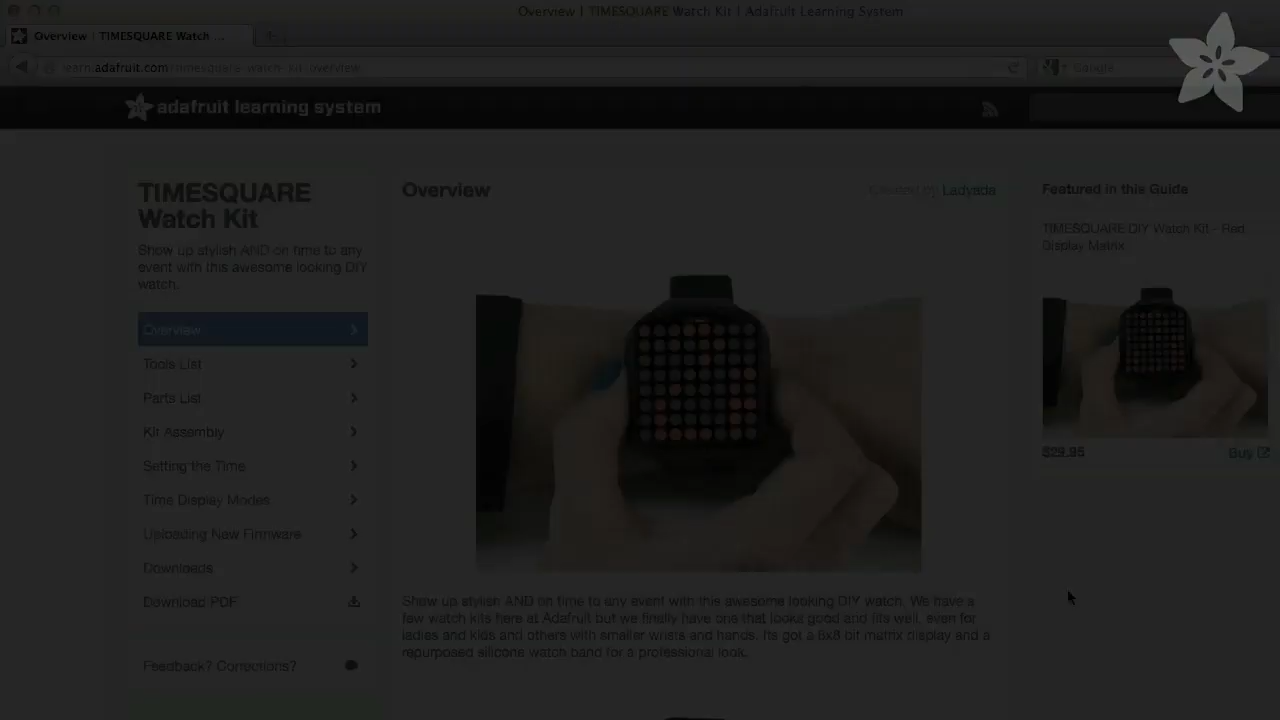 Overview | TIMESQUARE Watch Kit | Adafruit Learning System
Overview | TIMESQUARE Watch ...
learn.adafruit.com/timesquare-watch-kit/overview
Google
adafruit learning system
TIMESQUARE
Watch Kit
Show up stylish AND on time to any
event with this awesome looking DIY
watch.
Overview
Tools List
Parts List
Kit Assembly
Setting the Time
Time Display Modes
Uploading New Firmware
Downloads
Download PDF
Feedback? Corrections?
Overview
Created by Ladyada
Show up stylish AND on time to any event with this awesome looking DIY watch. We have a
few watch kits here at Adafruit but we finally have one that looks good and fits well, even for
ladies and kids and others with smaller wrists and hands. Its got a 8x8 bit matrix display and a
repurposed silicone watch band for a professional look.
Featured in this Guide
TIMESQUARE DIY Watch Kit - Red
Display Matrix
$29.95
Buy